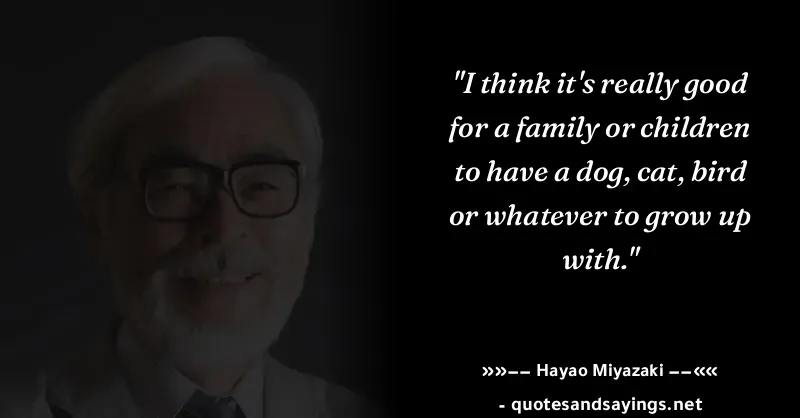 "I think it's really good
for a family or children
to have a dog, cat, bird
or whatever to grow up
with."
»»−− Hayao Miyazaki −−««
- quotesandsayings.net